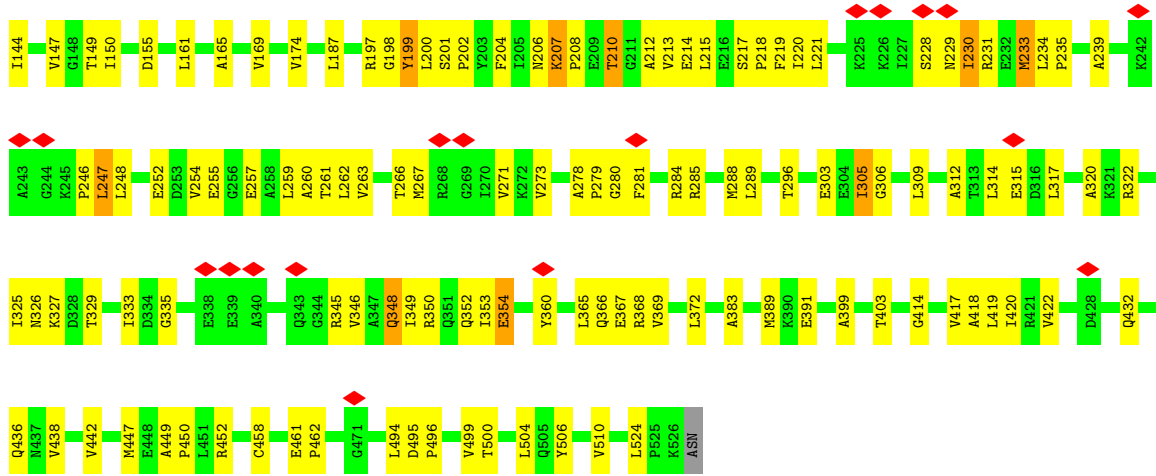 I144 V147 G148 T149 I150 D155 L161 A165 V169 V174 L187 R197 G198 Y199 L200 S201 P202 Y203 F204 I205 N206 K207 P208 E209 T210 G211 A212 V213 E214 L215 E216 S217 P218 F219 I220 L221 K225 K226 I227 S228 N229 I230 R231 E232 M233 L234 P235 A239 K242
A243 G244 K245 P246 L247 L248 E252 D253 V254 E255 G256 E257 A258 L259 A260 T261 L262 V263 T266 M267 R268 G269 I270 V271 K272 V273 A278 P279 G280 F281 R284 R285 M288 L289 T296 E303 E304 I305 G306 L309 A312 T313 L314 E315 D316 L317 A320 K321 R322
I325 N326 K327 D328 T329 I333 D334 G335 E338 E339 A340 Q343 G344 R345 V346 A347 Q348 I349 R350 Q351 Q352 I353 E354 Y360 L365 Q366 E367 R368 V369 L372 A383 M389 K390 E391 A399 T403 G414 V417 A418 L419 I420 R421 V422 D428 Q432
Q436 N437 V438 V442 M447 E448 A449 P450 L451 R452 C458 E461 P462 G471 L494 D495 P496 V499 T500 L504 Q505 Y506 V510 L524 P525 K526 ASN